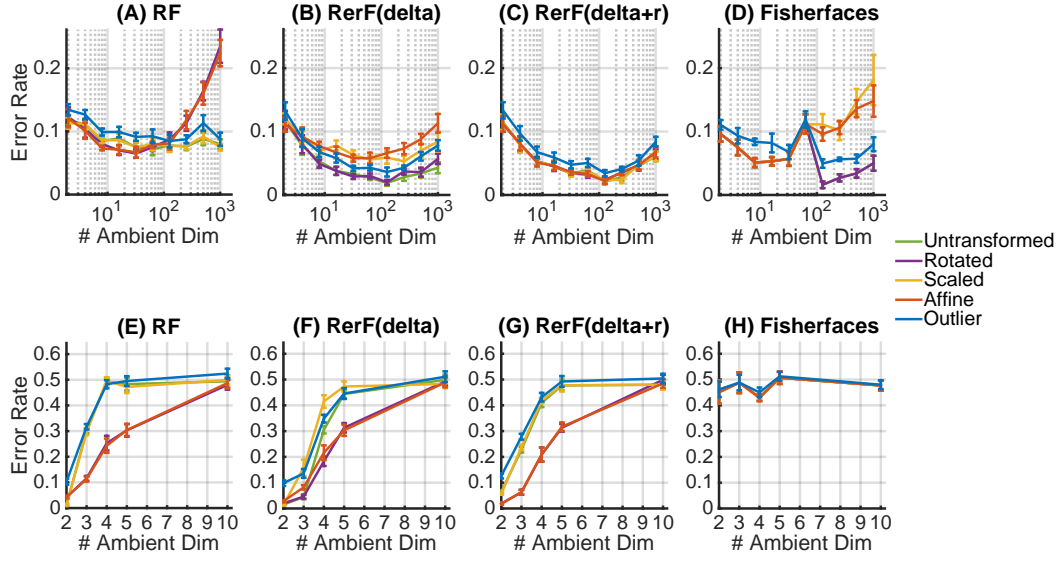 (A) RF
(B) RerF(delta)
(C) RerF(delta+r)
(D) Fisherfaces
Error Rate
0.2
0.1
0
10^1
10^2
10^3
# Ambient Dim
0.2
0.1
0
10^1
10^2
10^3
# Ambient Dim
0.2
0.1
0
10^1
10^2
10^3
# Ambient Dim
0.2
0.1
0
10^1
10^2
10^3
# Ambient Dim
Untransformed
Rotated
Scaled
Affine
Outlier
(E) RF
(F) RerF(delta)
(G) RerF(delta+r)
(H) Fisherfaces
Error Rate
0.6
0.5
0.4
0.3
0.2
0.1
0
2 3 4 5 6 7 8 9 10
# Ambient Dim
0.6
0.5
0.4
0.3
0.2
0.1
0
2 3 4 5 6 7 8 9 10
# Ambient Dim
0.6
0.5
0.4
0.3
0.2
0.1
0
2 3 4 5 6 7 8 9 10
# Ambient Dim
0.6
0.5
0.4
0.3
0.2
0.1
0
2 3 4 5 6 7 8 9 10
# Ambient Dim